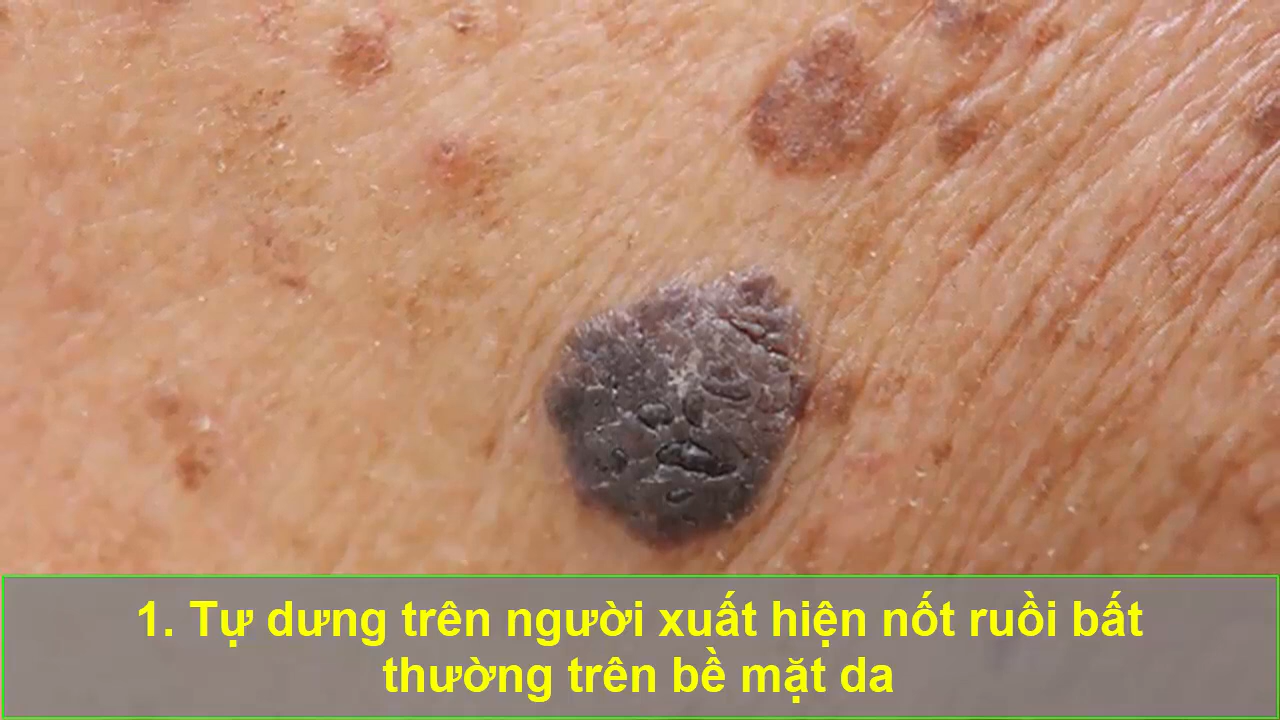 1. Tự dưng trên người xuất hiện nốt ruồi bất
thường trên bề mặt da